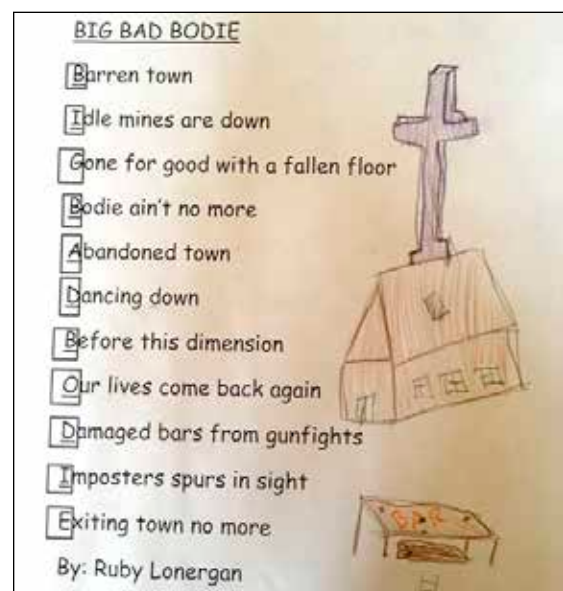 BIG BAD BODIE
Barren town
Idle mines are down
Gone for good with a fallen floor
Bodie ain't no more
Abandoned town
Dancing down
Before this dimension
Our lives come back again
Damaged bars from gunfights
Imposters spurs in sight
Exiting town no more
BAR
By: Ruby Lonergan